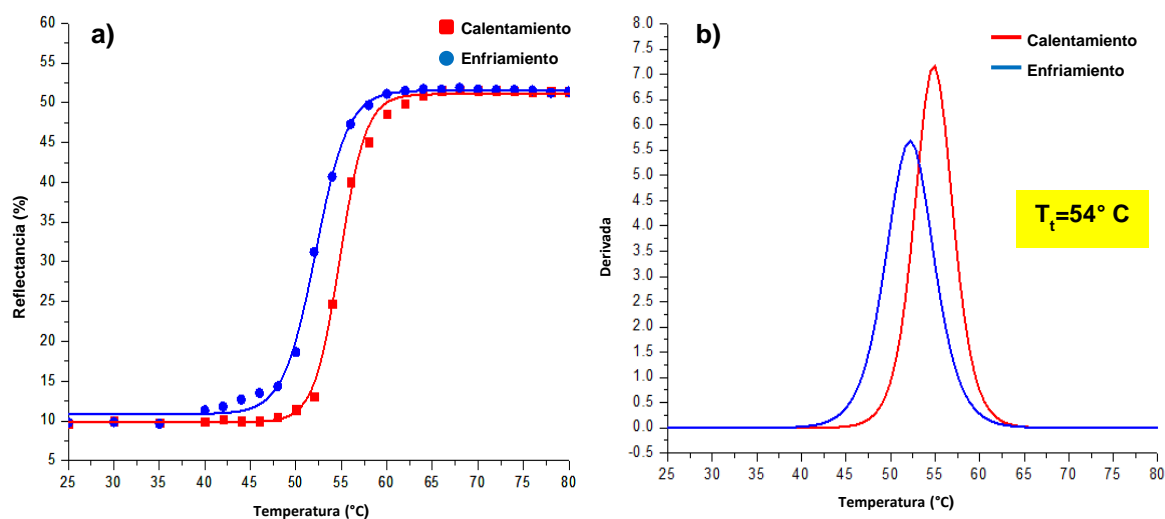 a)
Calentamiento
Enfriamiento
60
55
50
45
40
35
30
25
20
15
10
5
Reflectancia (%)
25 30 35 40 45 50 55 60 65 70 75 80
Temperatura (°C)
b)
Calentamiento
Enfriamiento
8.0
7.5
7.0
6.5
6.0
5.5
5.0
4.5
4.0
3.5
3.0
2.5
2.0
1.5
1.0
0.5
0.0
-0.5
Derivada
Tt=54° C
25 30 35 40 45 50 55 60 65 70 75 80
Temperatura (°C)